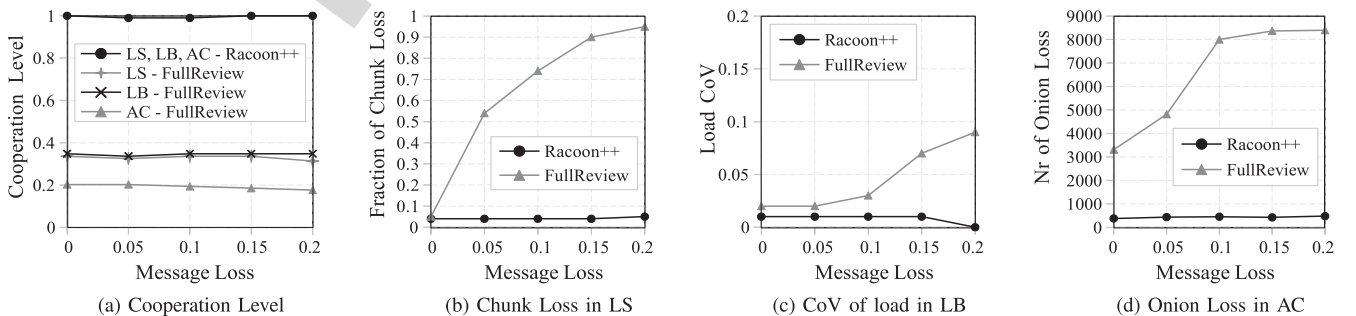 Cooperation Level
1
0.8
0.6
0.4
0.2
0
LS, LB, AC - Racoon++
LS - FullReview
LB - FullReview
AC - FullReview
0 0.05 0.1 0.15 0.2
Message Loss
(a) Cooperation Level
Fraction of Chunk Loss
1
0.9
0.8
0.7
0.6
0.5
0.4
0.3
0.2
0.1
0
Racoon++
FullReview
0 0.05 0.1 0.15 0.2
Message Loss
(b) Chunk Loss in LS
Load CoV
0.2
0.15
0.1
0.05
0
Racoon++
FullReview
0 0.05 0.1 0.15 0.2
Message Loss
(c) CoV of load in LB
Nr of Onion Loss
9000
8000
7000
6000
5000
4000
3000
2000
1000
0
Racoon++
FullReview
0 0.05 0.1 0.15 0.2
Message Loss
(d) Onion Loss in AC